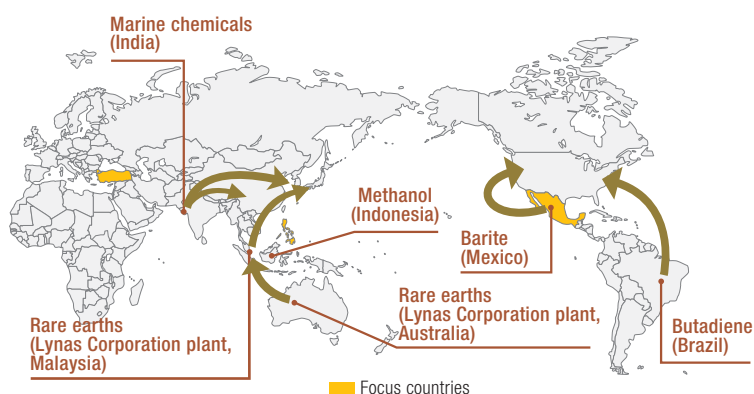 Marine chemicals
(India)
Methanol
(Indonesia)
Barite
(Mexico)
Rare earths
(Lynas Corporation plant,
Malaysia)
Rare earths
(Lynas Corporation plant,
Australia)
Butadiene
(Brazil)
Focus countries